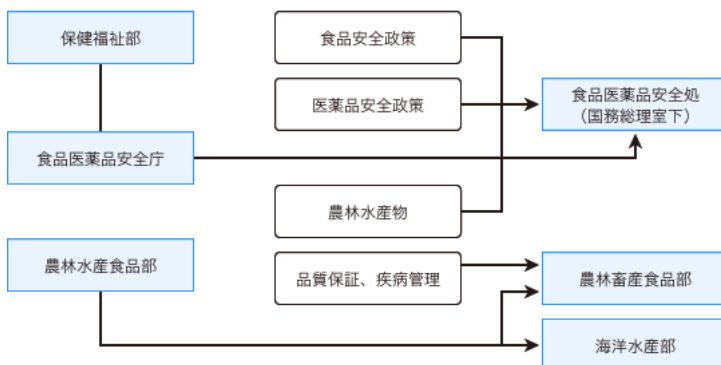 保健福祉部
食品安全政策
医薬品安全政策
食品医薬品安全処
（国務総理室下）
食品医薬品安全庁
農林水産物
農林水産食品部
品質保証、疾病管理
農林畜産食品部
海洋水産部